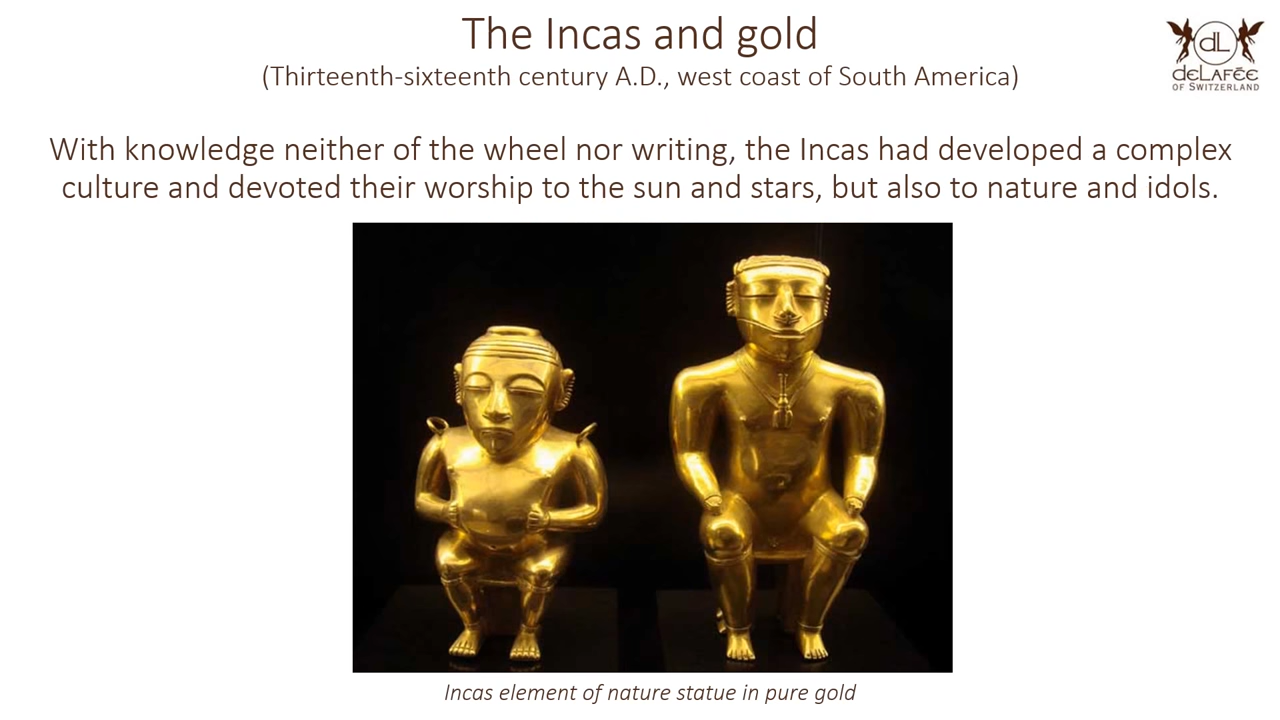 The Incas and gold
(Thirteenth-sixteenth century A.D., west coast of South America)
dL
DELAFÉE
OF SWITZERLAND
With knowledge neither of the wheel nor writing, the Incas had developed a complex
culture and devoted their worship to the sun and stars, but also to nature and idols.
Incas element of nature statue in pure gold